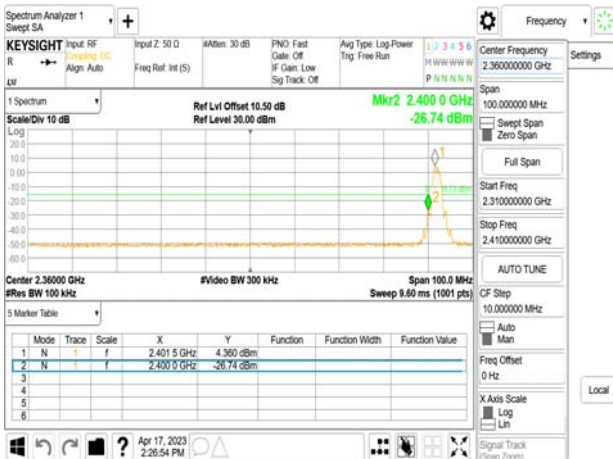 Spectrum Analyzer 1
Swept SA
+
Frequency
KEYSIGHT
Input: RF
Coupling: DC
Align: Auto
Input Z: 50 Ω
Freq Ref: Int (S)
#Atten: 30 dB
PNO: Fast
Gate: Off
IF Gain: Low
Sig Track: Off
Avg Type: Log-Power
Trig: Free Run
1 2 3 4 5 6
M W W W W W
P N N N N N
R
LXI
1 Spectrum
Scale/Div 10 dB
Ref Lvl Offset 10.50 dB
Ref Level 30.00 dBm
Mkr2 2.400 0 GHz
-26.74 dBm
Log
20.0
10.0
0.00
-10.0
-20.0
-30.0
-40.0
-50.0
-60.0
1
2
Center 2.36000 GHz
#Res BW 100 kHz
#Video BW 300 kHz
Span 100.0 MHz
Sweep 9.60 ms (1001 pts)
5 Marker Table
Mode Trace Scale X Y Function Function Width Function Value
1 N 1 f 2.401 5 GHz 4.360 dBm
2 N 1 f 2.400 0 GHz -26.74 dBm
3
4
5
6
Apr 17, 2023
2:26:54 PM
?
Center Frequency
2.360000000 GHz
Span
100.000000 MHz
Swept Span
Zero Span
Full Span
Start Freq
2.310000000 GHz
Stop Freq
2.410000000 GHz
AUTO TUNE
CF Step
10.000000 MHz
Auto
Man
Freq Offset
0 Hz
X Axis Scale
Log
Lin
Signal Track
(Span Zoom)
Settings
Local